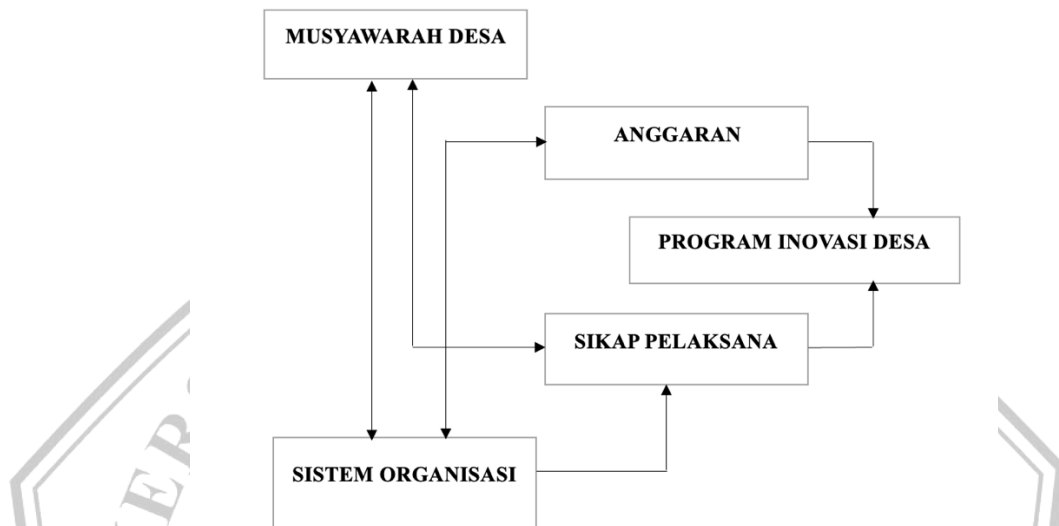 MUSYAWARAH DESA
ANGGARAN
PROGRAM INOVASI DESA
SIKAP PELAKSANA
SISTEM ORGANISASI